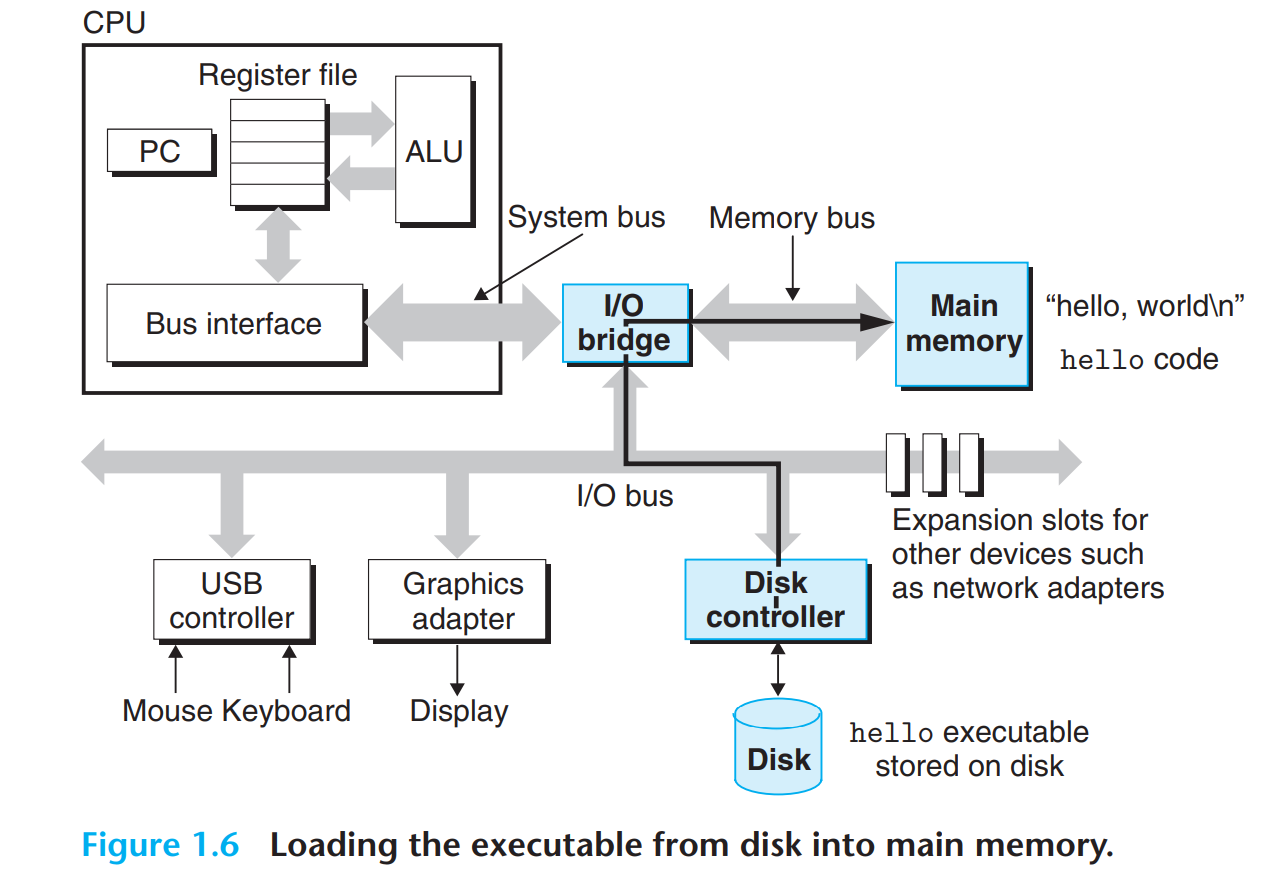 CPU
Register file
PC
ALU
System bus
Memory bus
Bus interface
I/O
bridge
Main
memory
“hello, world\n”
hello code
I/O bus
Expansion slots for
other devices such
as network adapters
USB
controller
Graphics
adapter
Disk
controller
Mouse Keyboard
Display
Disk
hello executable
stored on disk
Figure 1.6 Loading the executable from disk into main memory.